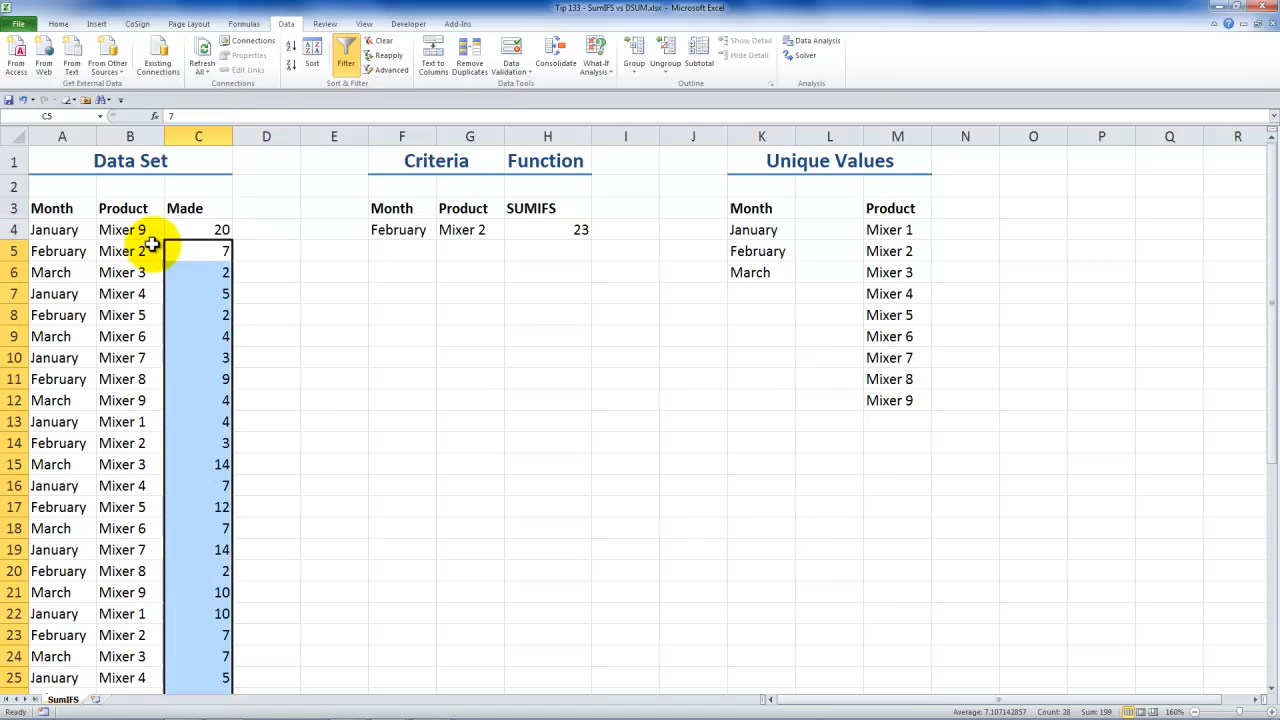 Tip 133 - SumIFS vs DSUM.xlsx - Microsoft Excel
File Home Insert CoSign Page Layout Formulas Data Review Developer Add-Ins
From Access
From Web
From Text
From Other Sources
Existing Connections
Refresh All
Connections
Properties
Edit Links
Sort
Filter
Clear
Reapply
Advanced
Text to Columns
Remove Duplicates
Data Validation
Consolidate
What-If Analysis
Group
Ungroup
Subtotal
Show Detail
Hide Detail
Data Analysis
Solver
Get External Data Connections Sort & Filter Data Tools Outline Analysis
C5 fx 7
A B C D E F G H I J K L M N O P Q R
1 Data Set Criteria Function Unique Values
2
3 Month Product Made Month Product SUMIFS Month Product
4 January Mixer 9 20 February Mixer 2 23 January Mixer 1
5 February Mixer 2 7 February Mixer 2
6 March Mixer 3 2 March Mixer 3
7 January Mixer 4 5 Mixer 4
8 February Mixer 5 2 Mixer 5
9 March Mixer 6 4 Mixer 6
10 January Mixer 7 3 Mixer 7
11 February Mixer 8 9 Mixer 8
12 March Mixer 9 4 Mixer 9
13 January Mixer 1 4
14 February Mixer 2 3
15 March Mixer 3 14
16 January Mixer 4 7
17 February Mixer 5 12
18 March Mixer 6 7
19 January Mixer 7 14
20 February Mixer 8 2
21 March Mixer 9 10
22 January Mixer 1 10
23 February Mixer 2 7
24 March Mixer 3 7
25 January Mixer 4 5
SumIFS
Ready Average: 7.107142857 Count: 28 Sum: 199 160%